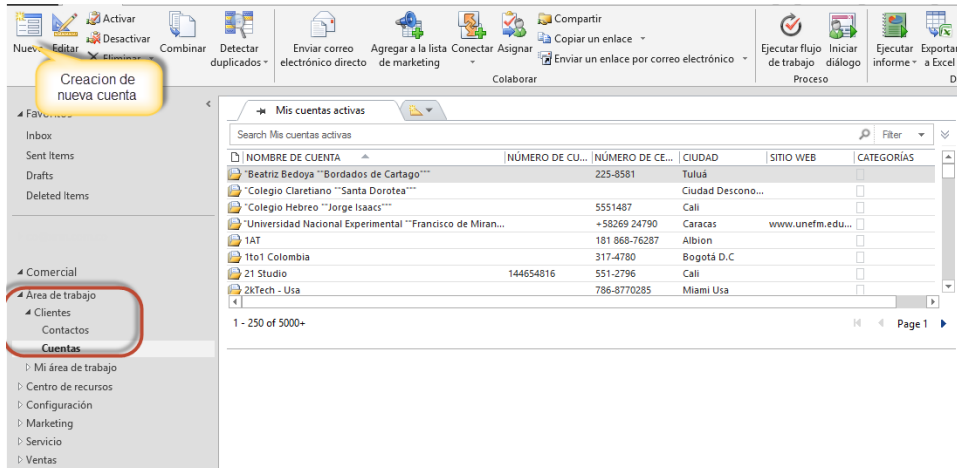 Nuevo Editar
Activar
Desactivar
Eliminar
Combinar
Detectar duplicados
Enviar correo electrónico directo
Agregar a la lista de marketing
Conectar
Asignar
Compartir
Copiar un enlace
Enviar un enlace por correo electrónico
Colaborar
Ejecutar flujo de trabajo
Iniciar diálogo
Proceso
Ejecutar informe
Exportar a Excel
D
Creacion de
nueva cuenta
Favoritos
Inbox
Sent Items
Drafts
Deleted Items
Comercial
Área de trabajo
Clientes
Contactos
Cuentas
Mi área de trabajo
Centro de recursos
Configuración
Marketing
Servicio
Ventas
Mis cuentas activas
Search Mis cuentas activas Filter
NOMBRE DE CUENTA NÚMERO DE CU... NÚMERO DE CE... CIUDAD SITIO WEB CATEGORÍAS
"Beatriz Bedoya ""Bordados de Cartago""" 225-8581 Tuluá
"Colegio Claretiano ""Santa Dorotea""" Ciudad Descono...
"Colegio Hebreo ""Jorge Isaacs""" 5551487 Cali
"Universidad Nacional Experimental ""Francisco de Miran... +58269 24790 Caracas www.unefm.edu...
1AT 181 868-76287 Albion
1to1 Colombia 317-4780 Bogotá D.C
21 Studio 144654816 551-2796 Cali
2kTech - Usa 786-8770285 Miami Usa
1 - 250 of 5000+ Page 1